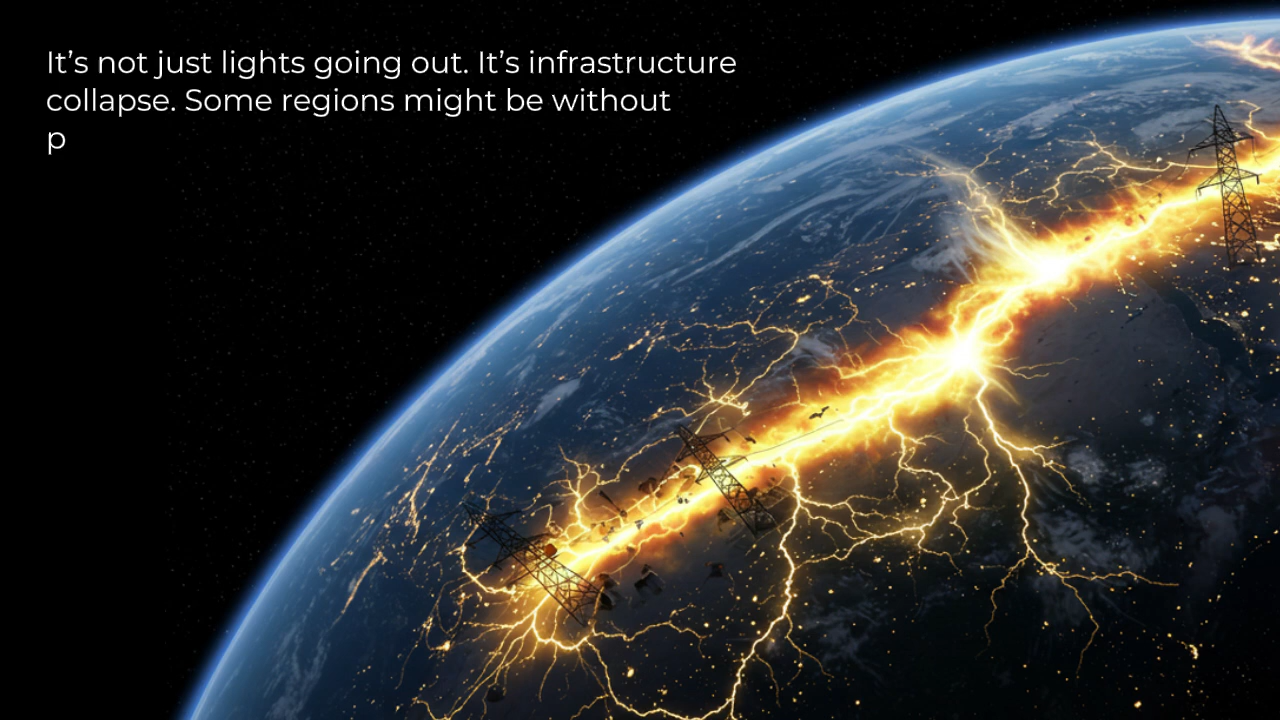 It’s not just lights going out. It’s infrastructure
collapse. Some regions might be without
p